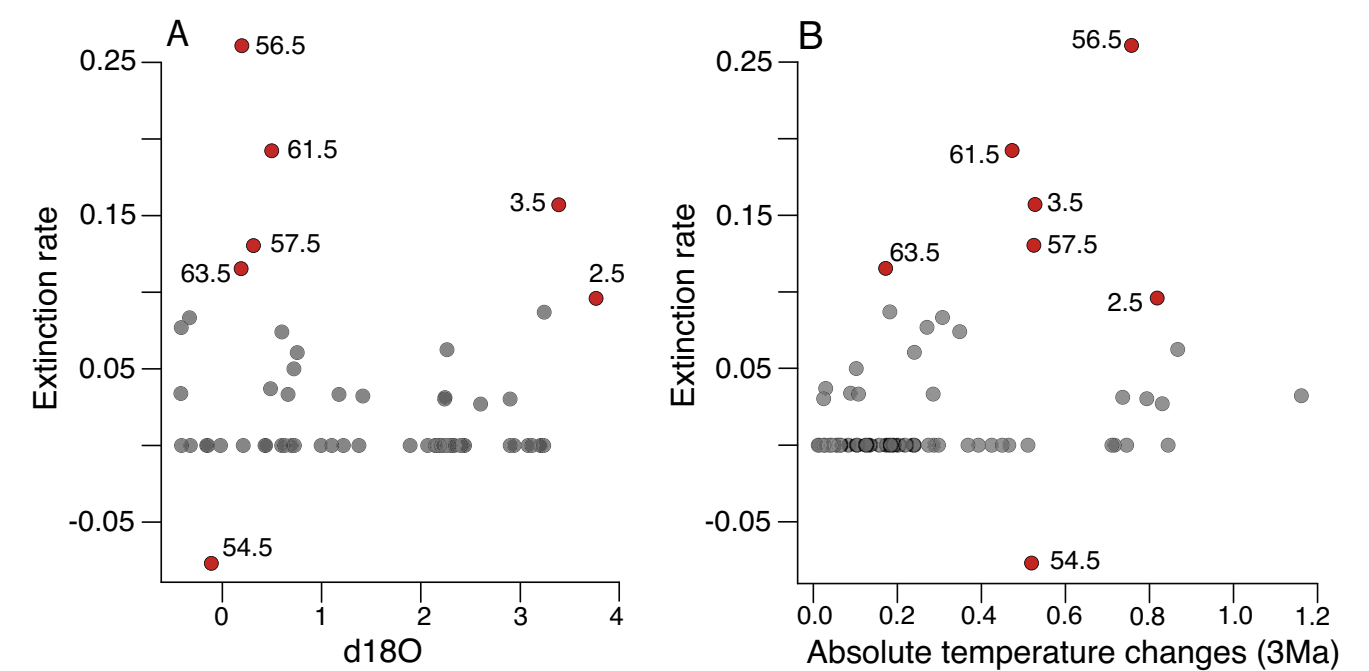 A
56.5
0.25
61.5
3.5
0.15
57.5
63.5
2.5
0.05
-0.05
54.5
Extinction rate
0 1 2 3 4
d18O
B
56.5
0.25
61.5
3.5
0.15
57.5
63.5
2.5
0.05
-0.05
54.5
Extinction rate
0.0 0.2 0.4 0.6 0.8 1.0 1.2
Absolute temperature changes (3Ma)